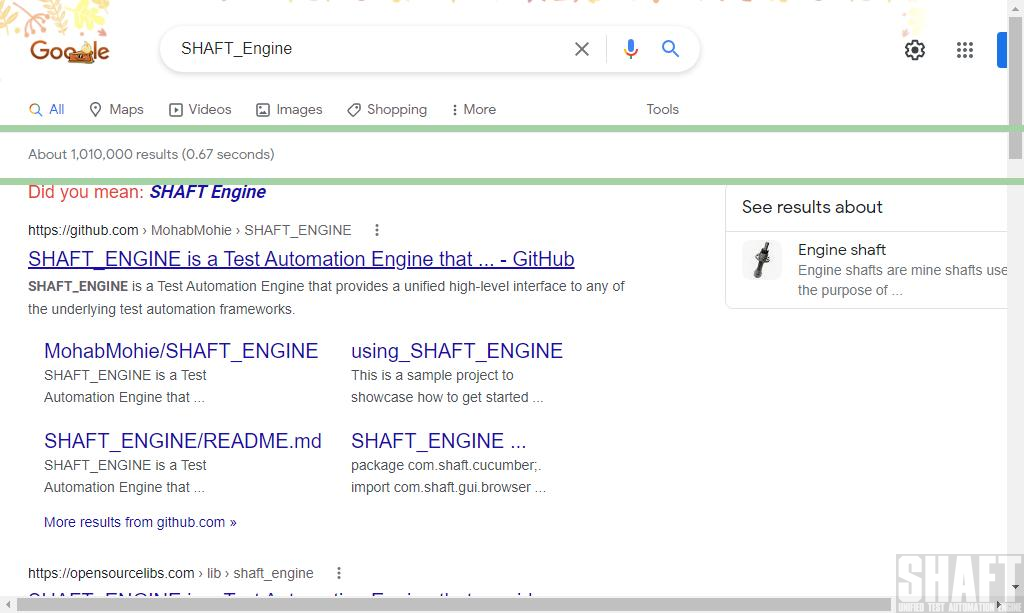 Google
SHAFT_Engine
All Maps Videos Images Shopping More Tools
About 1,010,000 results (0.67 seconds)
Did you mean: SHAFT Engine
https://github.com › MohabMohie › SHAFT_ENGINE
SHAFT_ENGINE is a Test Automation Engine that ... - GitHub
SHAFT_ENGINE is a Test Automation Engine that provides a unified high-level interface to any of
the underlying test automation frameworks.
MohabMohie/SHAFT_ENGINE
SHAFT_ENGINE is a Test
Automation Engine that ...
using_SHAFT_ENGINE
This is a sample project to
showcase how to get started ...
SHAFT_ENGINE/README.md
SHAFT_ENGINE is a Test
Automation Engine that ...
SHAFT_ENGINE ...
package com.shaft.cucumber;.
import com.shaft.gui.browser ...
More results from github.com »
https://opensourcelibs.com › lib › shaft_engine
SHAFT_ENGINE is a Test Automation Engine that
See results about
Engine shaft
Engine shafts are mine shafts use
the purpose of ...
SHAFT
UNIFIED TEST AUTOMATION